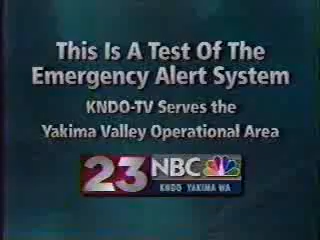 This Is A Test Of The
Emergency Alert System
KNDO-TV Serves the
Yakima Valley Operational Area
23 NBC
KNDO YAKIMA WA